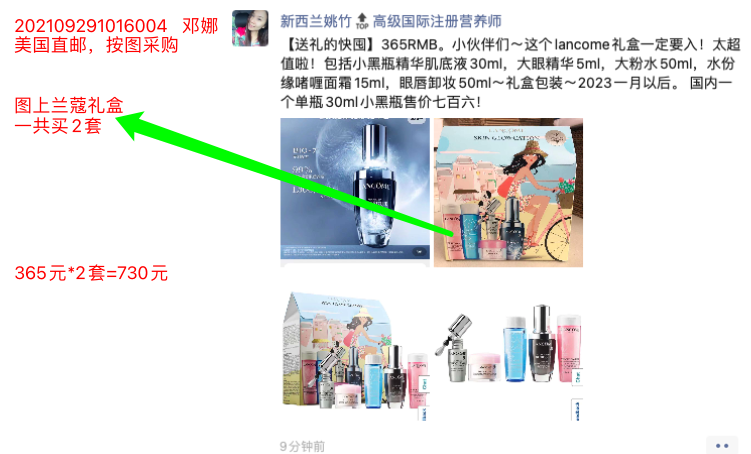 202109291016004 邓娜
美国直邮，按图采购
图上兰蔻礼盒
一共买2套
365元*2套=730元
新西兰姚竹TOP高级国际注册营养师
【送礼的快囤】365RMB。小伙伴们～这个lancome礼盒一定要入！太超
值啦！包括小黑瓶精华肌底液30ml，大眼精华5ml，大粉水50ml，水份
缘啫喱面霜15ml，眼唇卸妆50ml～礼盒包装～2023一月以后。 国内一
个单瓶30ml小黑瓶售价七百六！
LANCOME
9分钟前